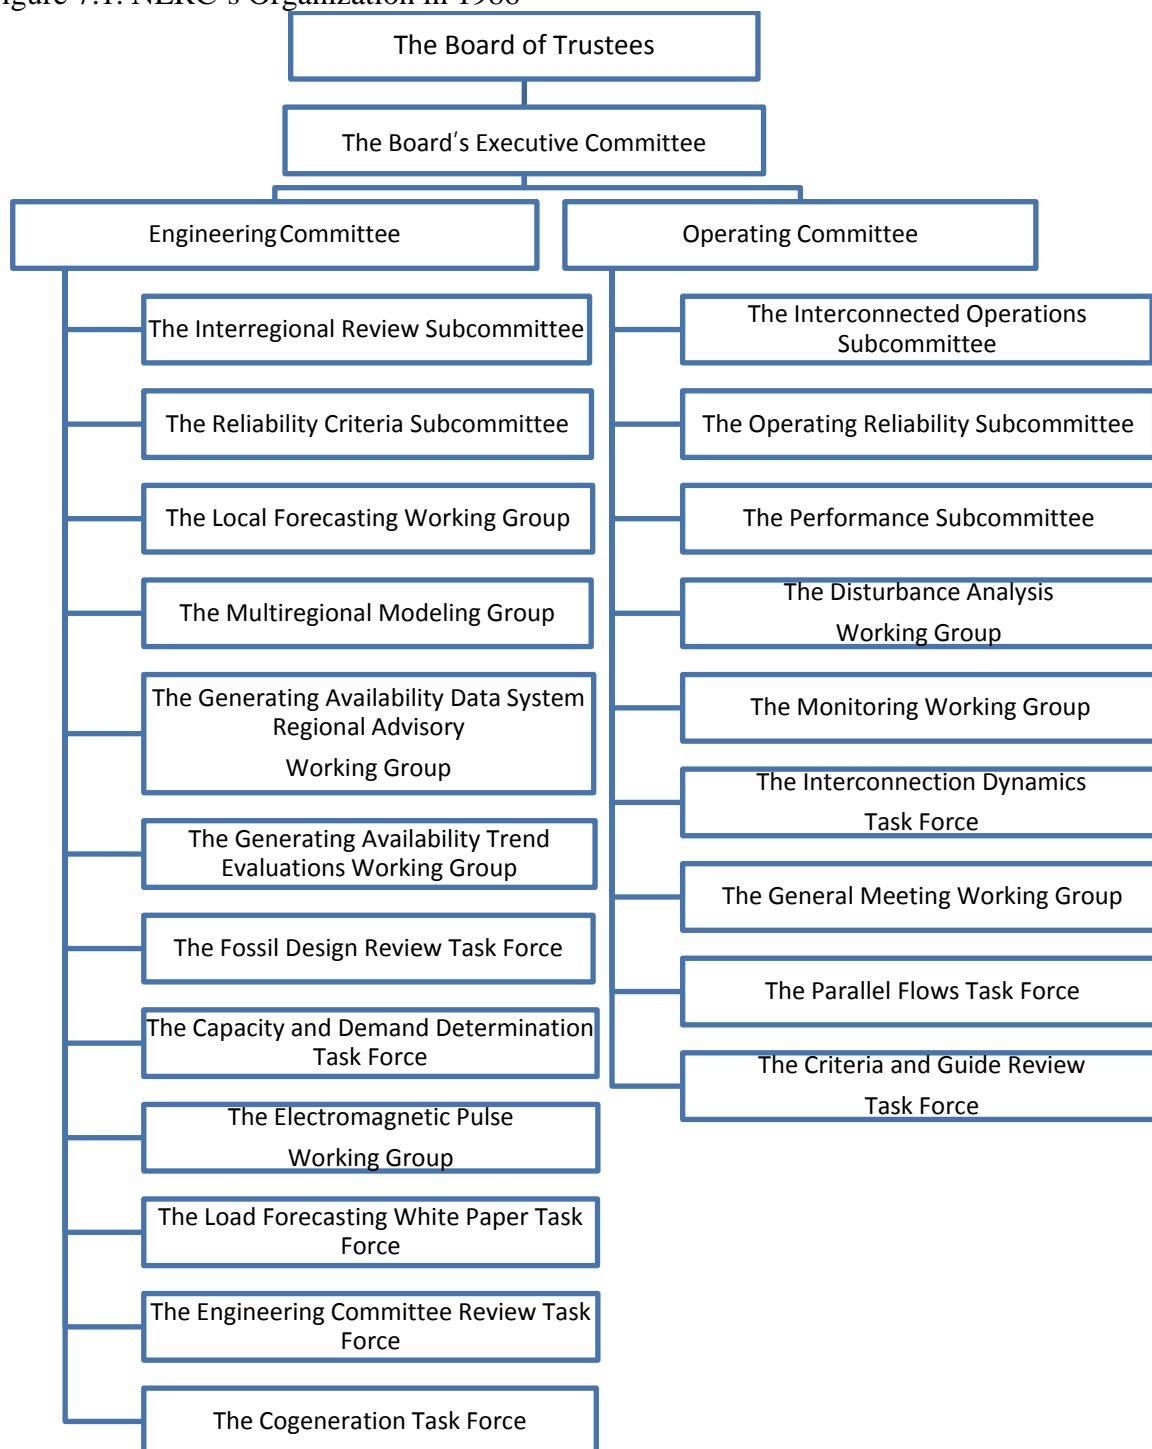 igure 7.1. NERC's Organization in
The Board of Trustees
The Board's Executive Committee
Engineering Committee
The Interregional Review Subcommittee
The Reliability Criteria Subcommittee
The Local Forecasting Working Group
The Multiregional Modeling Group
The Generating Availability Data System
Regional Advisory
Working Group
The Generating Availability Trend
Evaluations Working Group
The Fossil Design Review Task Force
The Capacity and Demand Determination
Task Force
The Electromagnetic Pulse
Working Group
The Load Forecasting White Paper Task
Force
The Engineering Committee Review Task
Force
The Cogeneration Task Force
Operating Committee
The Interconnected Operations
Subcommittee
The Operating Reliability Subcommittee
The Performance Subcommittee
The Disturbance Analysis
Working Group
The Monitoring Working Group
The Interconnection Dynamics
Task Force
The General Meeting Working Group
The Parallel Flows Task Force
The Criteria and Guide Review
Task Force